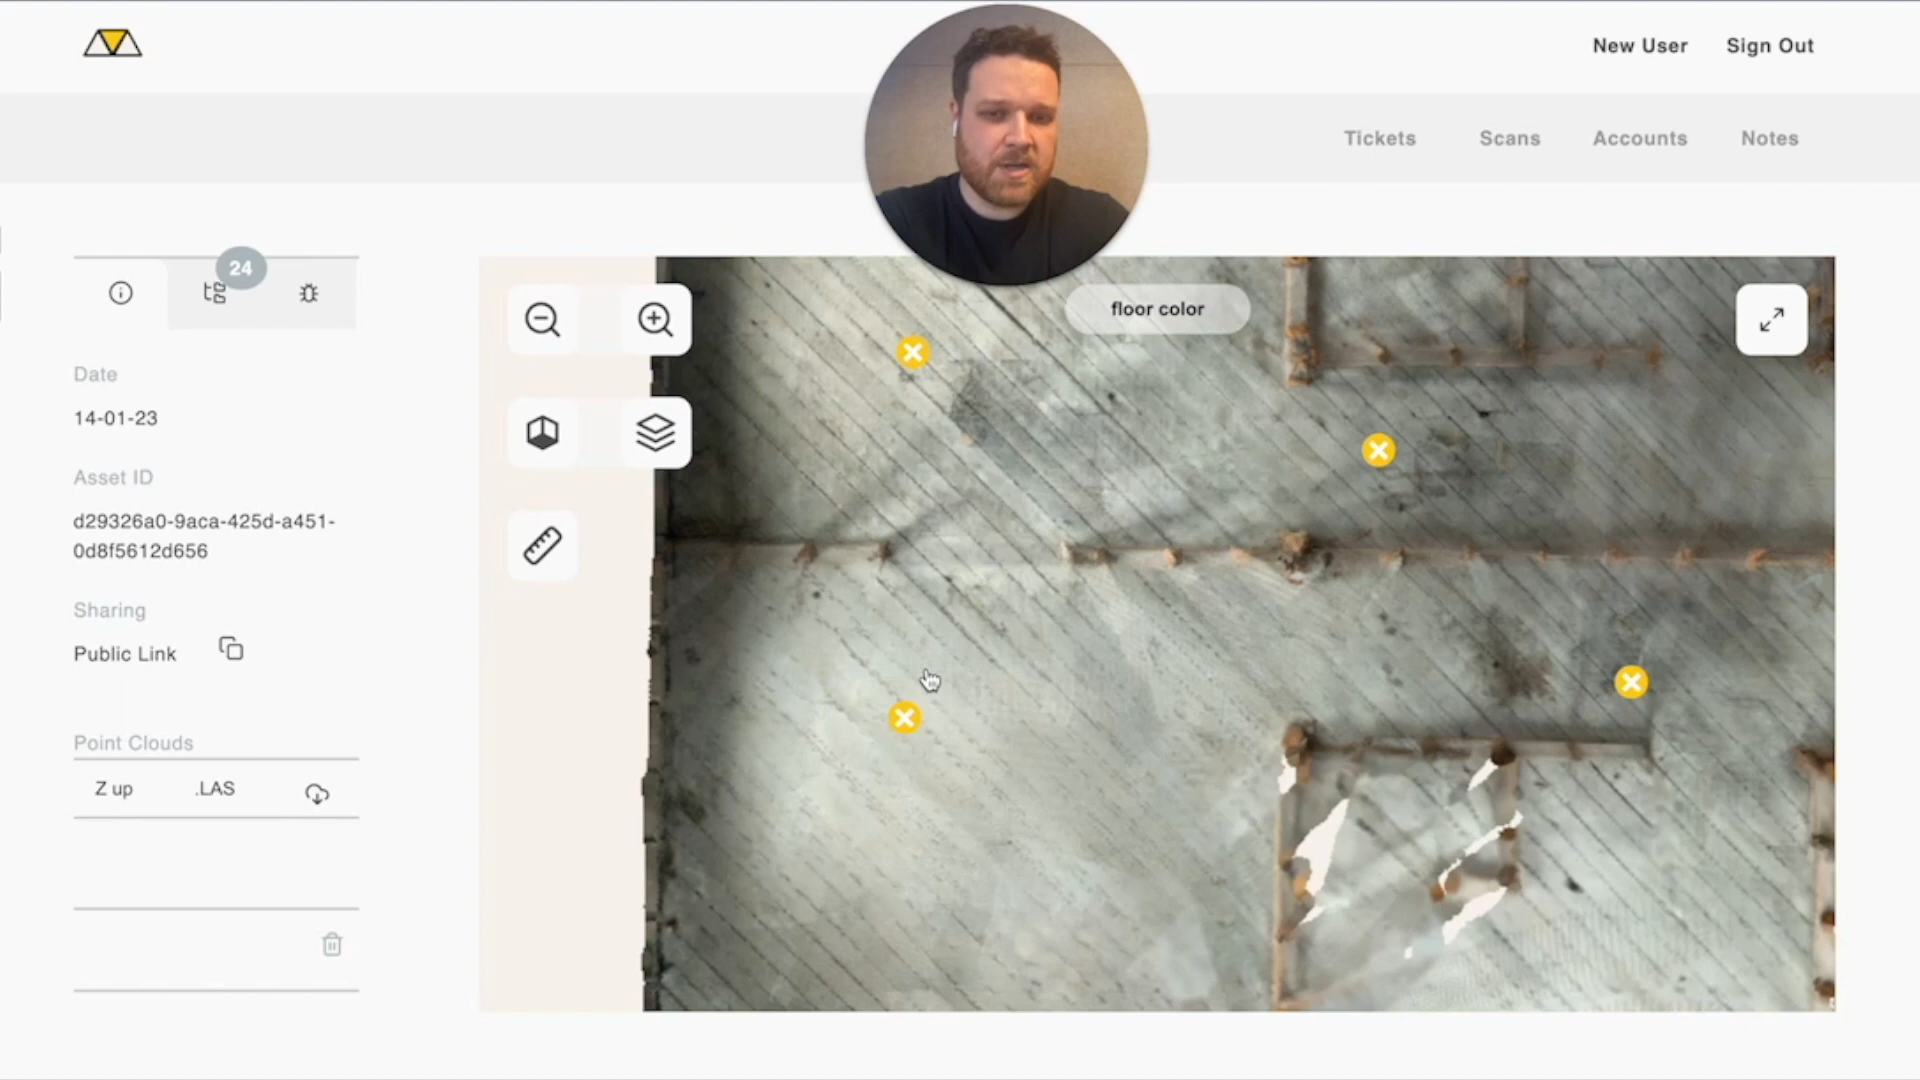 New User
Sign Out
Tickets
Scans
Accounts
Notes
24
floor color
Date
14-01-23
Asset ID
d29326a0-9aca-425d-a451-
0d8f5612d656
Sharing
Public Link
Point Clouds
Z up
.LAS